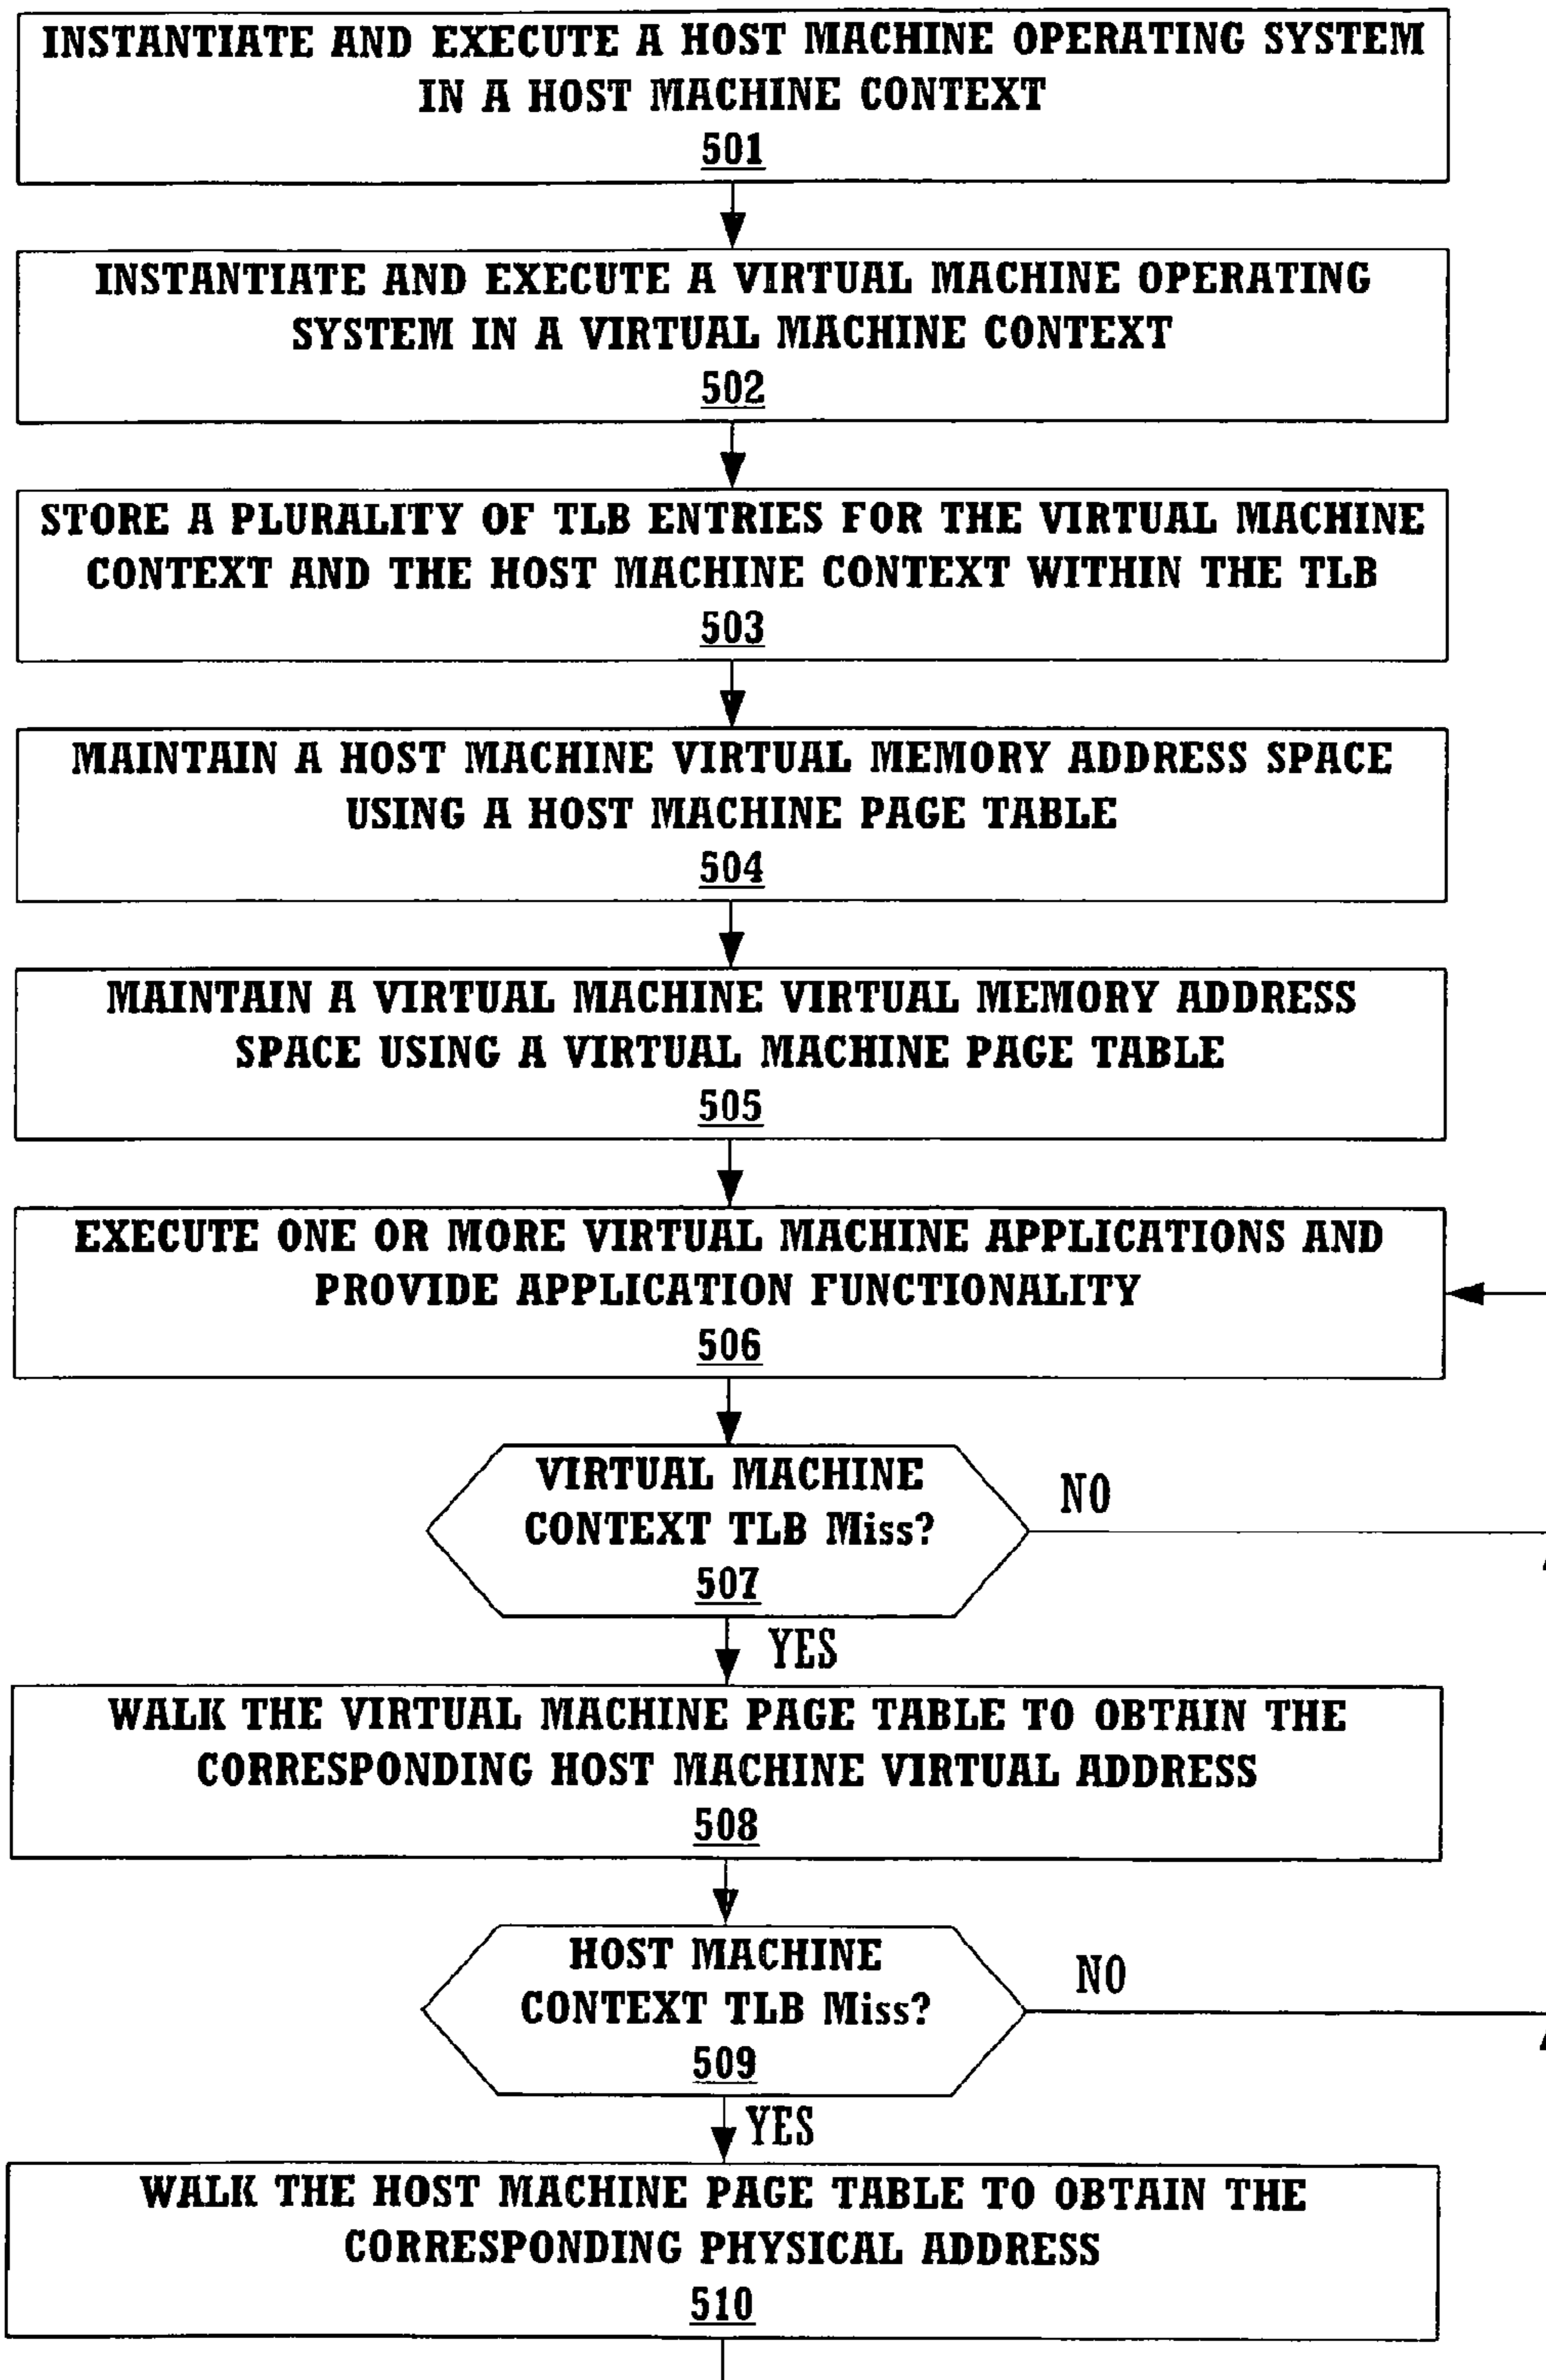 INSTANTIATE AND EXECUTE A HOST MACHINE OPERATING SYSTEM
IN A HOST MACHINE CONTEXT
501
INSTANTIATE AND EXECUTE A VIRTUAL MACHINE OPERATING
SYSTEM IN A VIRTUAL MACHINE CONTEXT
502
STORE A PLURALITY OF TLB ENTRIES FOR THE VIRTUAL MACHINE
CONTEXT AND THE HOST MACHINE CONTEXT WITHIN THE TLB
503
MAINTAIN A HOST MACHINE VIRTUAL MEMORY ADDRESS SPACE
USING A HOST MACHINE PAGE TABLE
504
MAINTAIN A VIRTUAL MACHINE VIRTUAL MEMORY ADDRESS
SPACE USING A VIRTUAL MACHINE PAGE TABLE
505
EXECUTE ONE OR MORE VIRTUAL MACHINE APPLICATIONS AND
PROVIDE APPLICATION FUNCTIONALITY
506
VIRTUAL MACHINE
CONTEXT TLB Miss?
507
NO
YES
WALK THE VIRTUAL MACHINE PAGE TABLE TO OBTAIN THE
CORRESPONDING HOST MACHINE VIRTUAL ADDRESS
508
HOST MACHINE
CONTEXT TLB Miss?
509
NO
YES
WALK THE HOST MACHINE PAGE TABLE TO OBTAIN THE
CORRESPONDING PHYSICAL ADDRESS
510